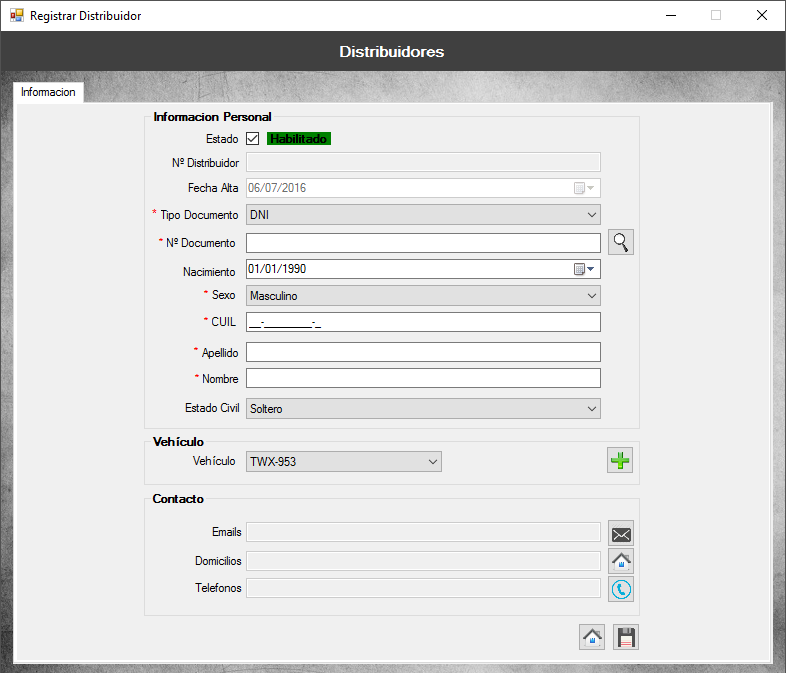 Registrar Distribuidor
Distribuidores
Informacion
Informacion Personal
Estado Habilitado
Nº Distribuidor
Fecha Alta 06/07/2016
* Tipo Documento DNI
* Nº Documento
Nacimiento 01/01/1990
* Sexo Masculino
* CUIL __-________-_
* Apellido
* Nombre
Estado Civil Soltero
Vehículo
Vehículo TWX-953
Contacto
Emails
Domicilios
Telefonos